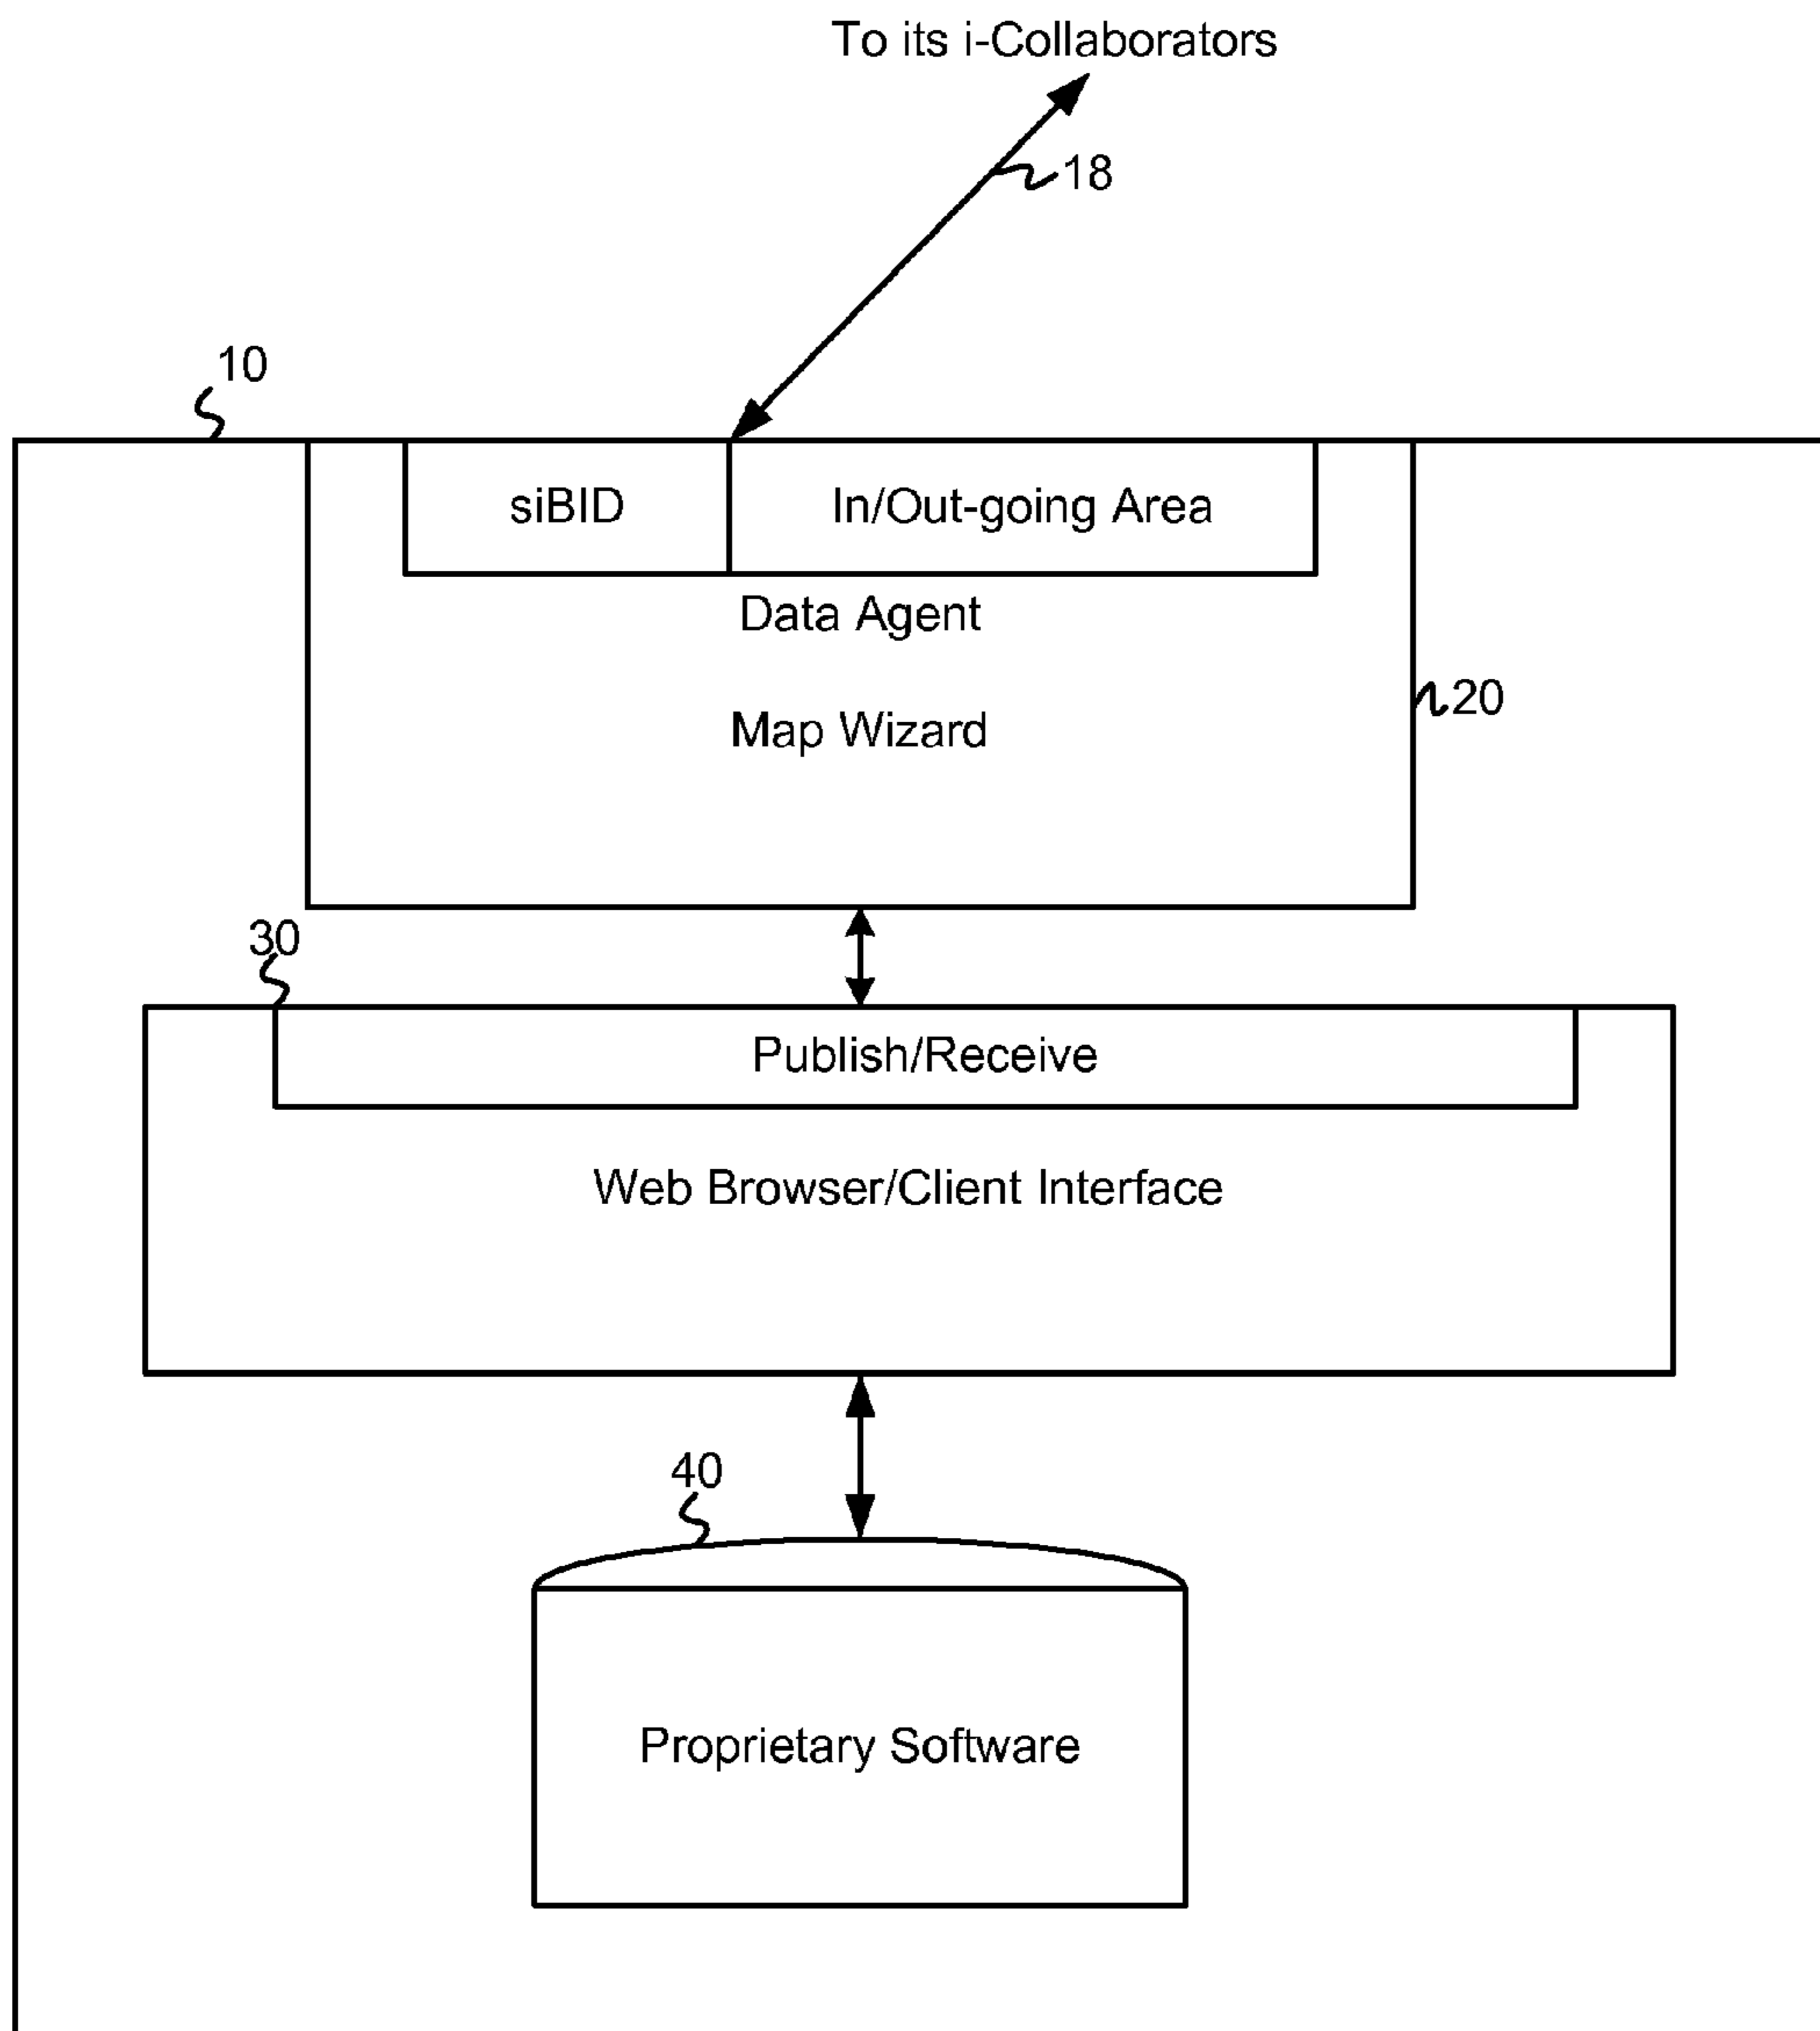 To its i-Collaborators
18
10
siBID
In/Out-going Area
Data Agent
20
Map Wizard
30
Publish/Receive
Web Browser/Client Interface
40
Proprietary Software